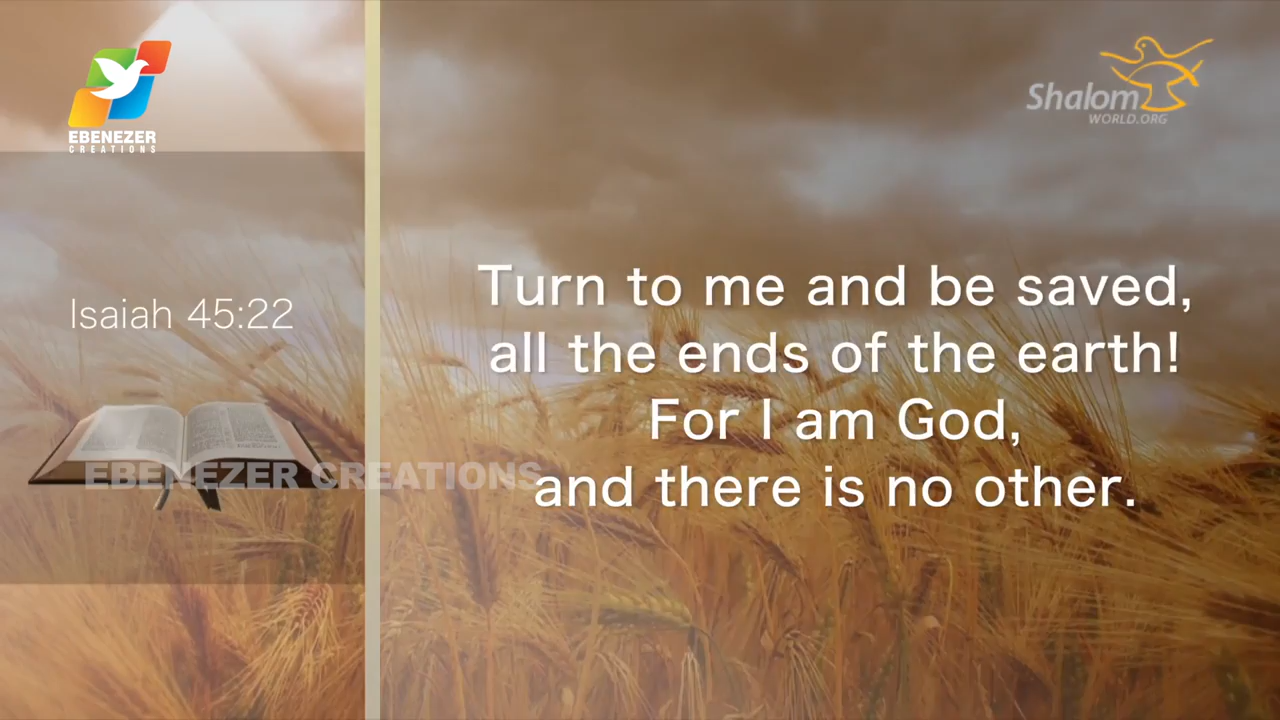 EBENEZER
CREATIONS
Shalom
WORLD.ORG
Isaiah 45:22
Turn to me and be saved,
all the ends of the earth!
For I am God,
and there is no other.
EBENEZER CREATIONS